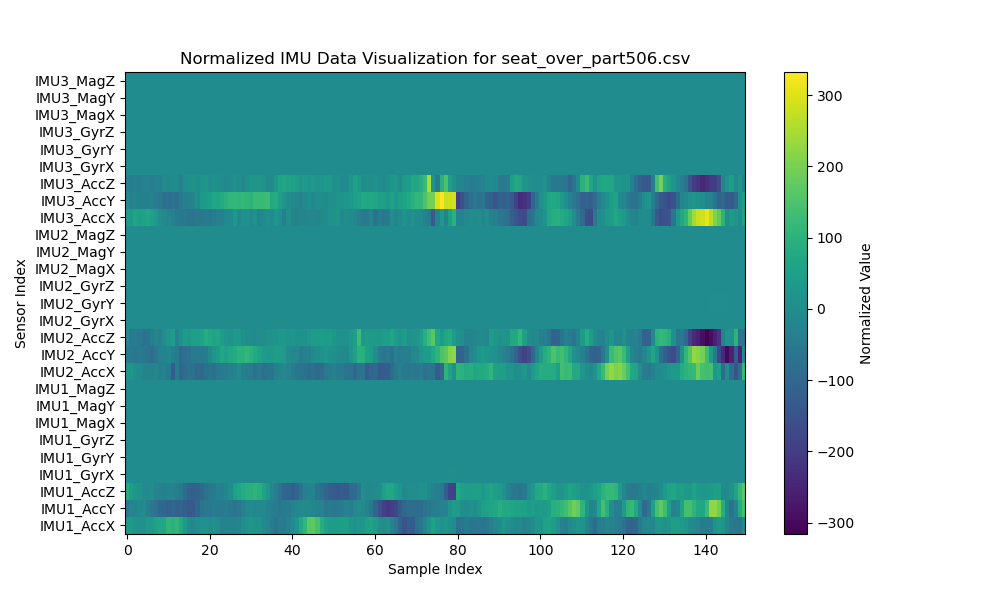 Normalized IMU Data Visualization for seat_over_part506.csv
IMU3_MagZ
IMU3_MagY
IMU3_MagX
IMU3_GyrZ
IMU3_GyrY
IMU3_GyrX
IMU3_AccZ
IMU3_AccY
IMU3_AccX
IMU2_MagZ
IMU2_MagY
IMU2_MagX
IMU2_GyrZ
IMU2_GyrY
IMU2_GyrX
IMU2_AccZ
IMU2_AccY
IMU2_AccX
IMU1_MagZ
IMU1_MagY
IMU1_MagX
IMU1_GyrZ
IMU1_GyrY
IMU1_GyrX
IMU1_AccZ
IMU1_AccY
IMU1_AccX
Sensor Index
0 20 40 60 80 100 120 140
Sample Index
300
200
100
0
−100
−200
−300
Normalized Value